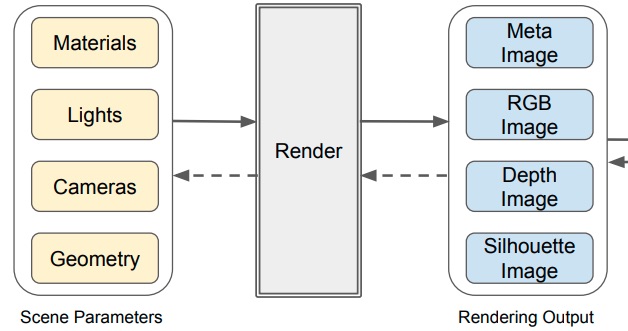 Materials
Lights
Cameras
Geometry
Scene Parameters
Render
Meta
Image
RGB
Image
Depth
Image
Silhouette
Image
Rendering Output